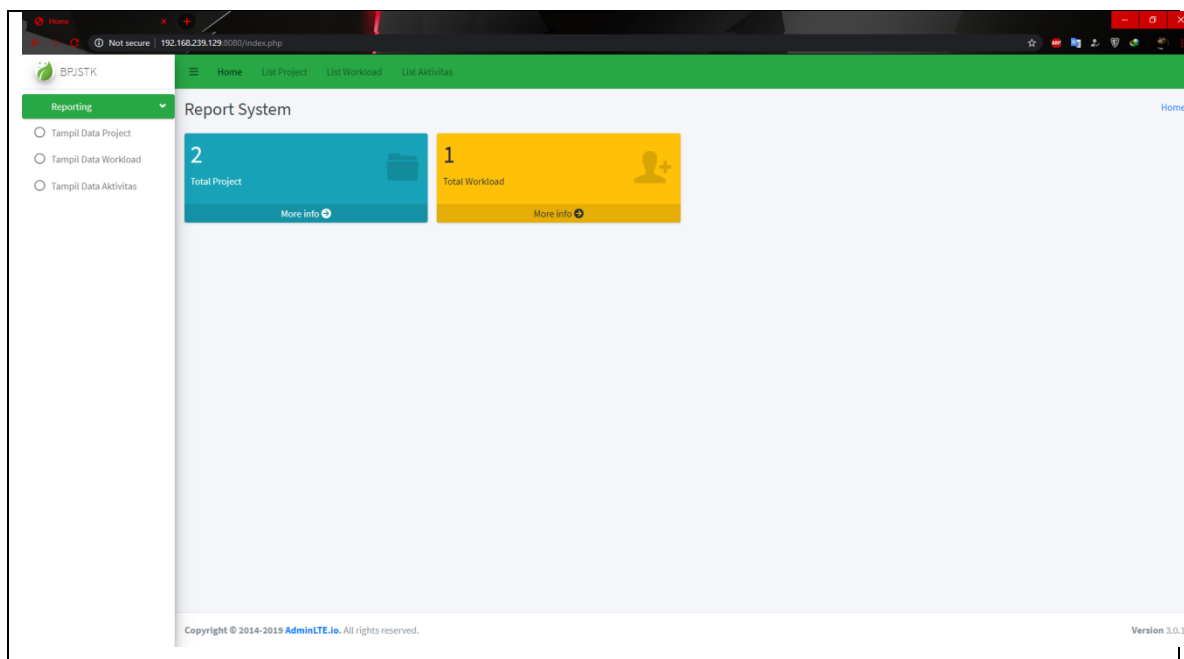 Home
Not secure | 192.168.239.129:8080/index.php
BPJSTK
Home List Project List Workload List Aktivitas
Reporting
Report System
Home
Tampil Data Project
Tampil Data Workload
Tampil Data Aktivitas
2
Total Project
More info
1
Total Workload
More info
Copyright © 2014-2019 AdminLTE.io. All rights reserved.
Version 3.0.1